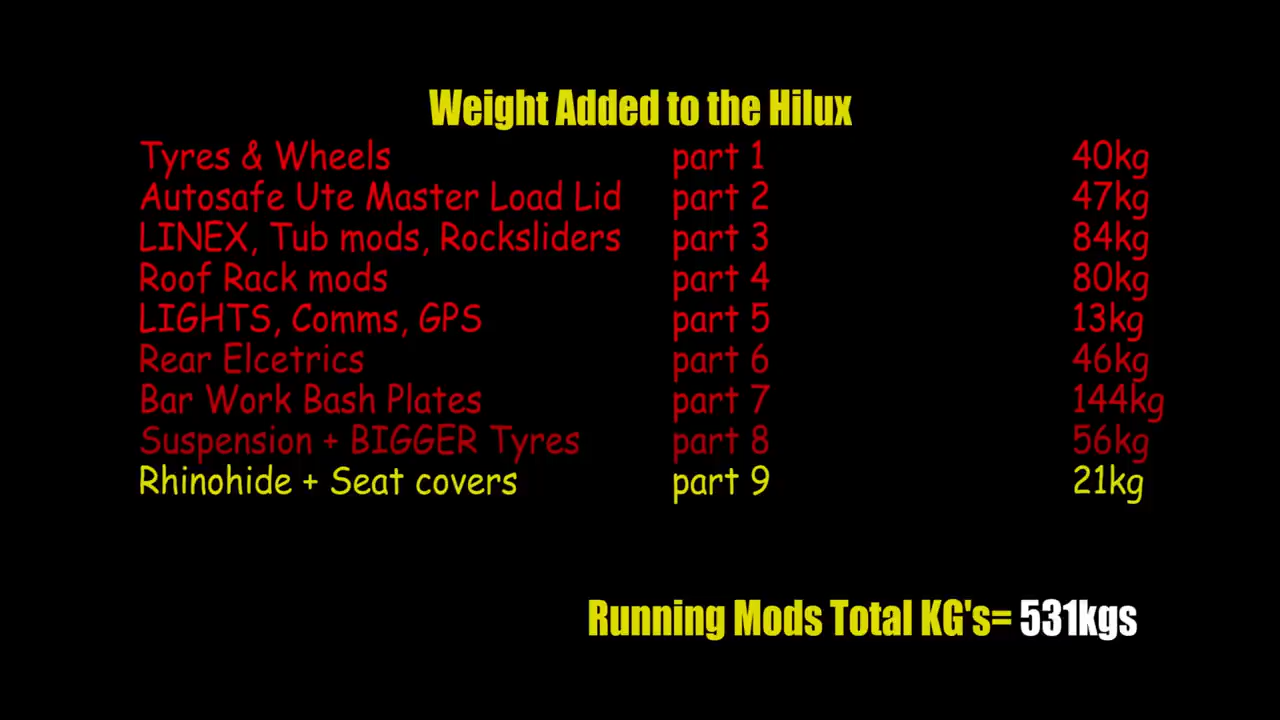 Weight Added to the Hilux
Tyres & Wheels part 1 40kg
Autosafe Ute Master Load Lid part 2 47kg
LINEX, Tub mods, Rocksliders part 3 84kg
Roof Rack mods part 4 80kg
LIGHTS, Comms, GPS part 5 13kg
Rear Elcetrics part 6 46kg
Bar Work Bash Plates part 7 144kg
Suspension + BIGGER Tyres part 8 56kg
Rhinohide + Seat covers part 9 21kg
Running Mods Total KG's= 531kgs